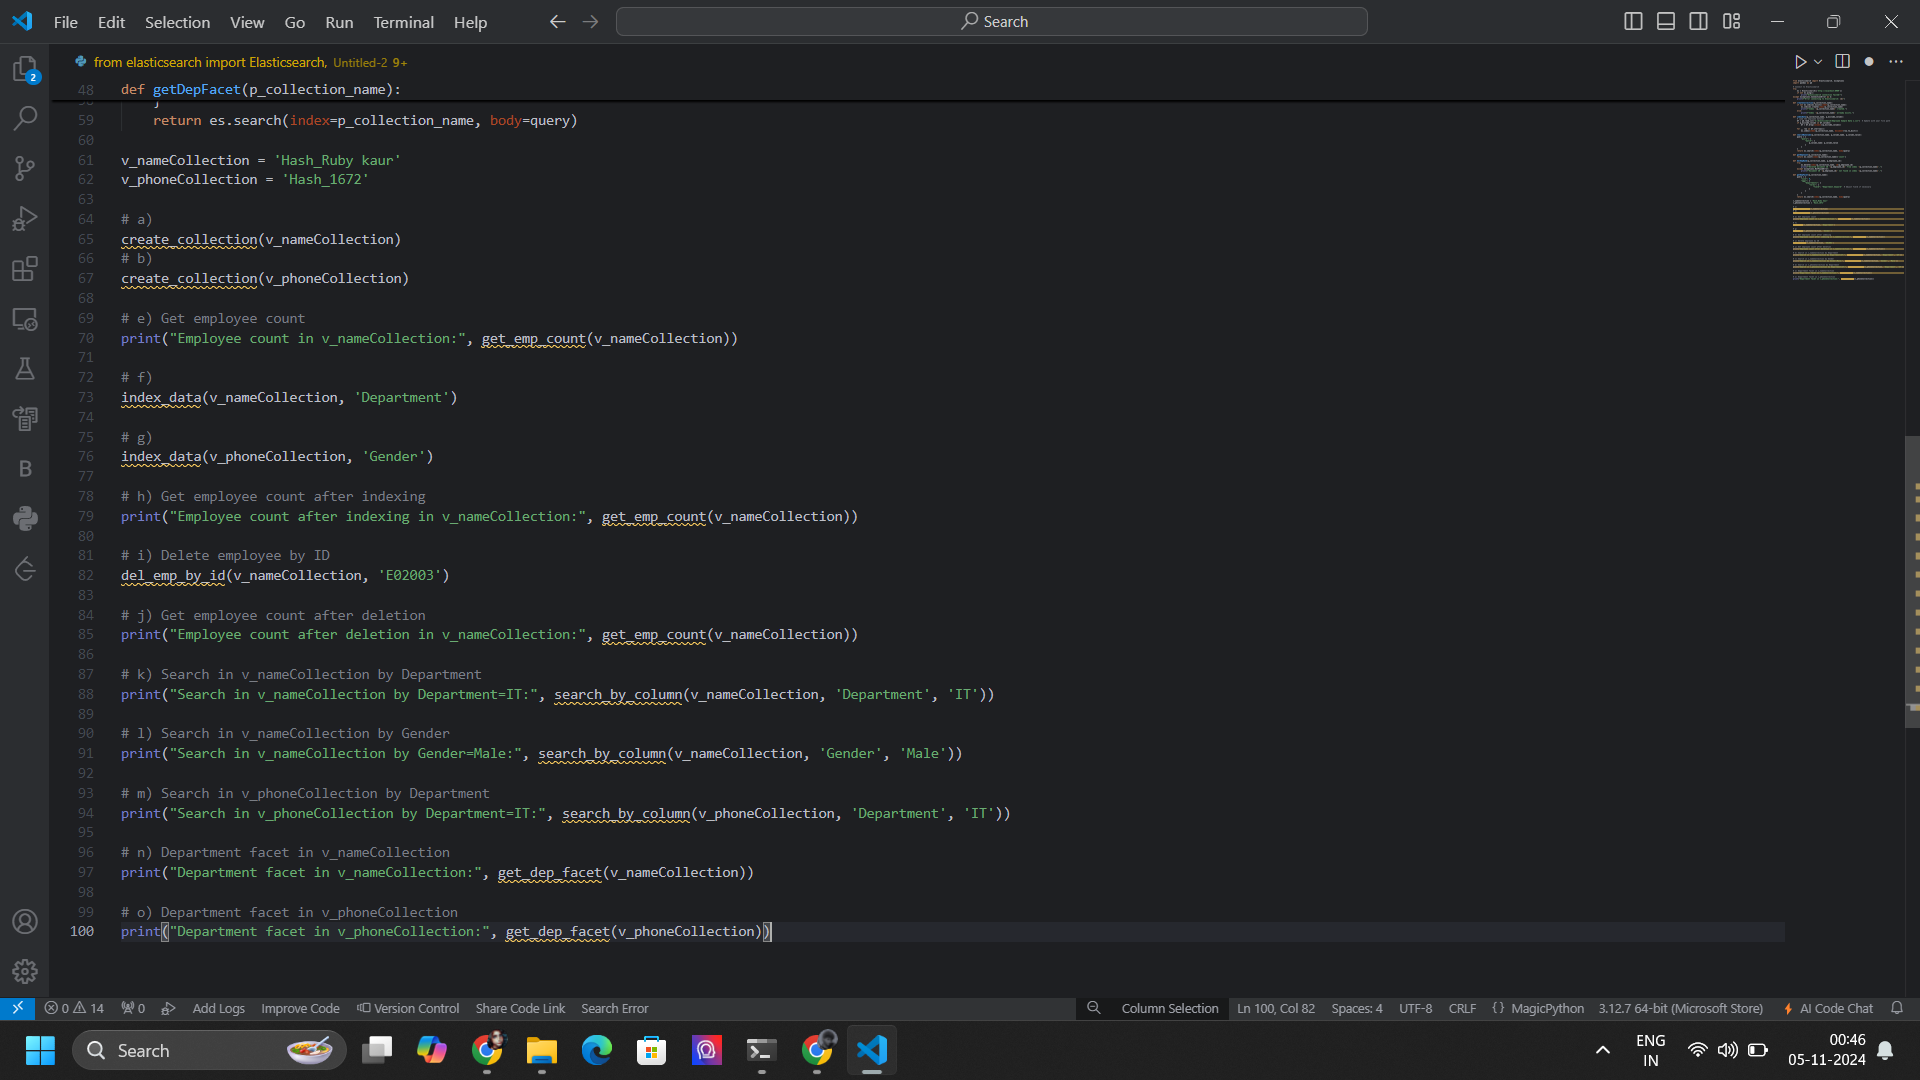 File Edit Selection View Go Run Terminal Help
Search
from elasticsearch import Elasticsearch, Untitled-2 9+
2
48 def getDepFacet(p_collection_name):
59 return es.search(index=p_collection_name, body=query)
60
61 v_nameCollection = 'Hash_Ruby kaur'
62 v_phoneCollection = 'Hash_1672'
63
64 # a)
65 create_collection(v_nameCollection)
66 # b)
67 create_collection(v_phoneCollection)
68
69 # e) Get employee count
70 print("Employee count in v_nameCollection:", get_emp_count(v_nameCollection))
71
72 # f)
73 index_data(v_nameCollection, 'Department')
74
75 # g)
76 index_data(v_phoneCollection, 'Gender')
77
78 # h) Get employee count after indexing
79 print("Employee count after indexing in v_nameCollection:", get_emp_count(v_nameCollection))
80
81 # i) Delete employee by ID
82 del_emp_by_id(v_nameCollection, 'E02003')
83
84 # j) Get employee count after deletion
85 print("Employee count after deletion in v_nameCollection:", get_emp_count(v_nameCollection))
86
87 # k) Search in v_nameCollection by Department
88 print("Search in v_nameCollection by Department=IT:", search_by_column(v_nameCollection, 'Department', 'IT'))
89
90 # l) Search in v_nameCollection by Gender
91 print("Search in v_nameCollection by Gender=Male:", search_by_column(v_nameCollection, 'Gender', 'Male'))
92
93 # m) Search in v_phoneCollection by Department
94 print("Search in v_phoneCollection by Department=IT:", search_by_column(v_phoneCollection, 'Department', 'IT'))
95
96 # n) Department facet in v_nameCollection
97 print("Department facet in v_nameCollection:", get_dep_facet(v_nameCollection))
98
99 # o) Department facet in v_phoneCollection
100 print("Department facet in v_phoneCollection:", get_dep_facet(v_phoneCollection))
0 14 0 Add Logs Improve Code Version Control Share Code Link Search Error Column Selection Ln 100, Col 82 Spaces: 4 UTF-8 CRLF {} MagicPython 3.12.7 64-bit (Microsoft Store) AI Code Chat
Search
ENG
IN
00:46
05-11-2024